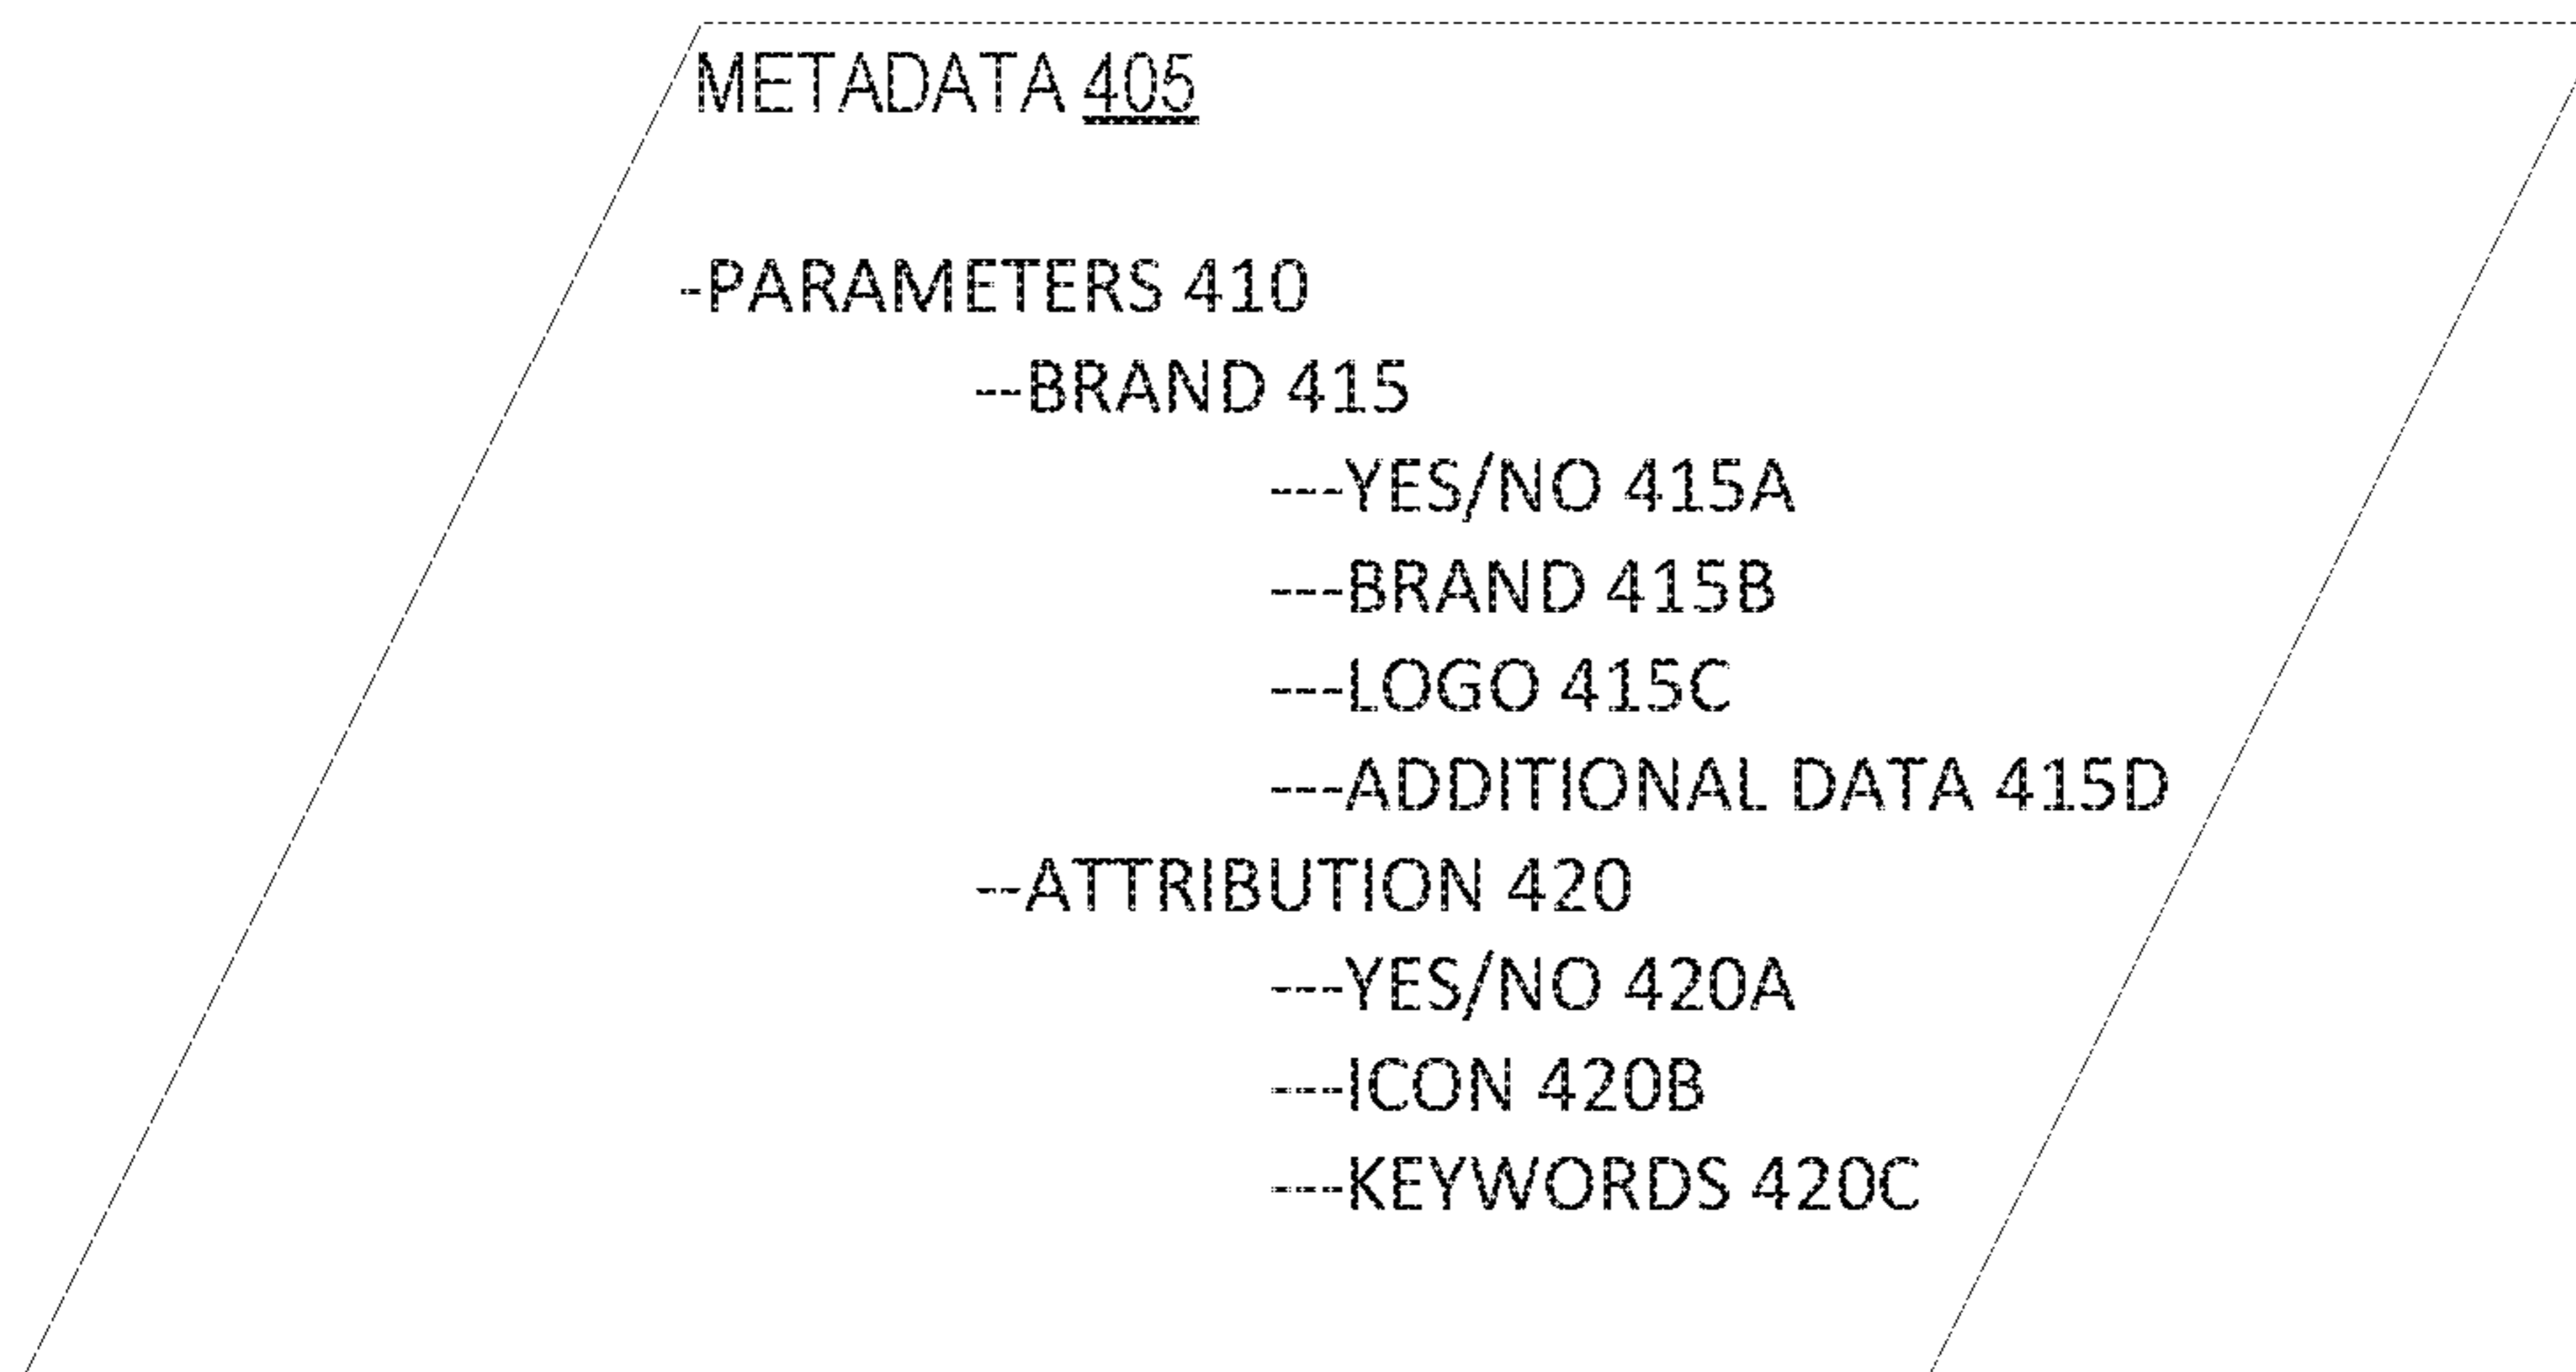 METADATA 405
-PARAMETERS 410
--BRAND 415
---YES/NO 415A
---BRAND 415B
---LOGO 415C
---ADDITIONAL DATA 415D
--ATTRIBUTION 420
---YES/NO 420A
---ICON 420B
---KEYWORDS 420C